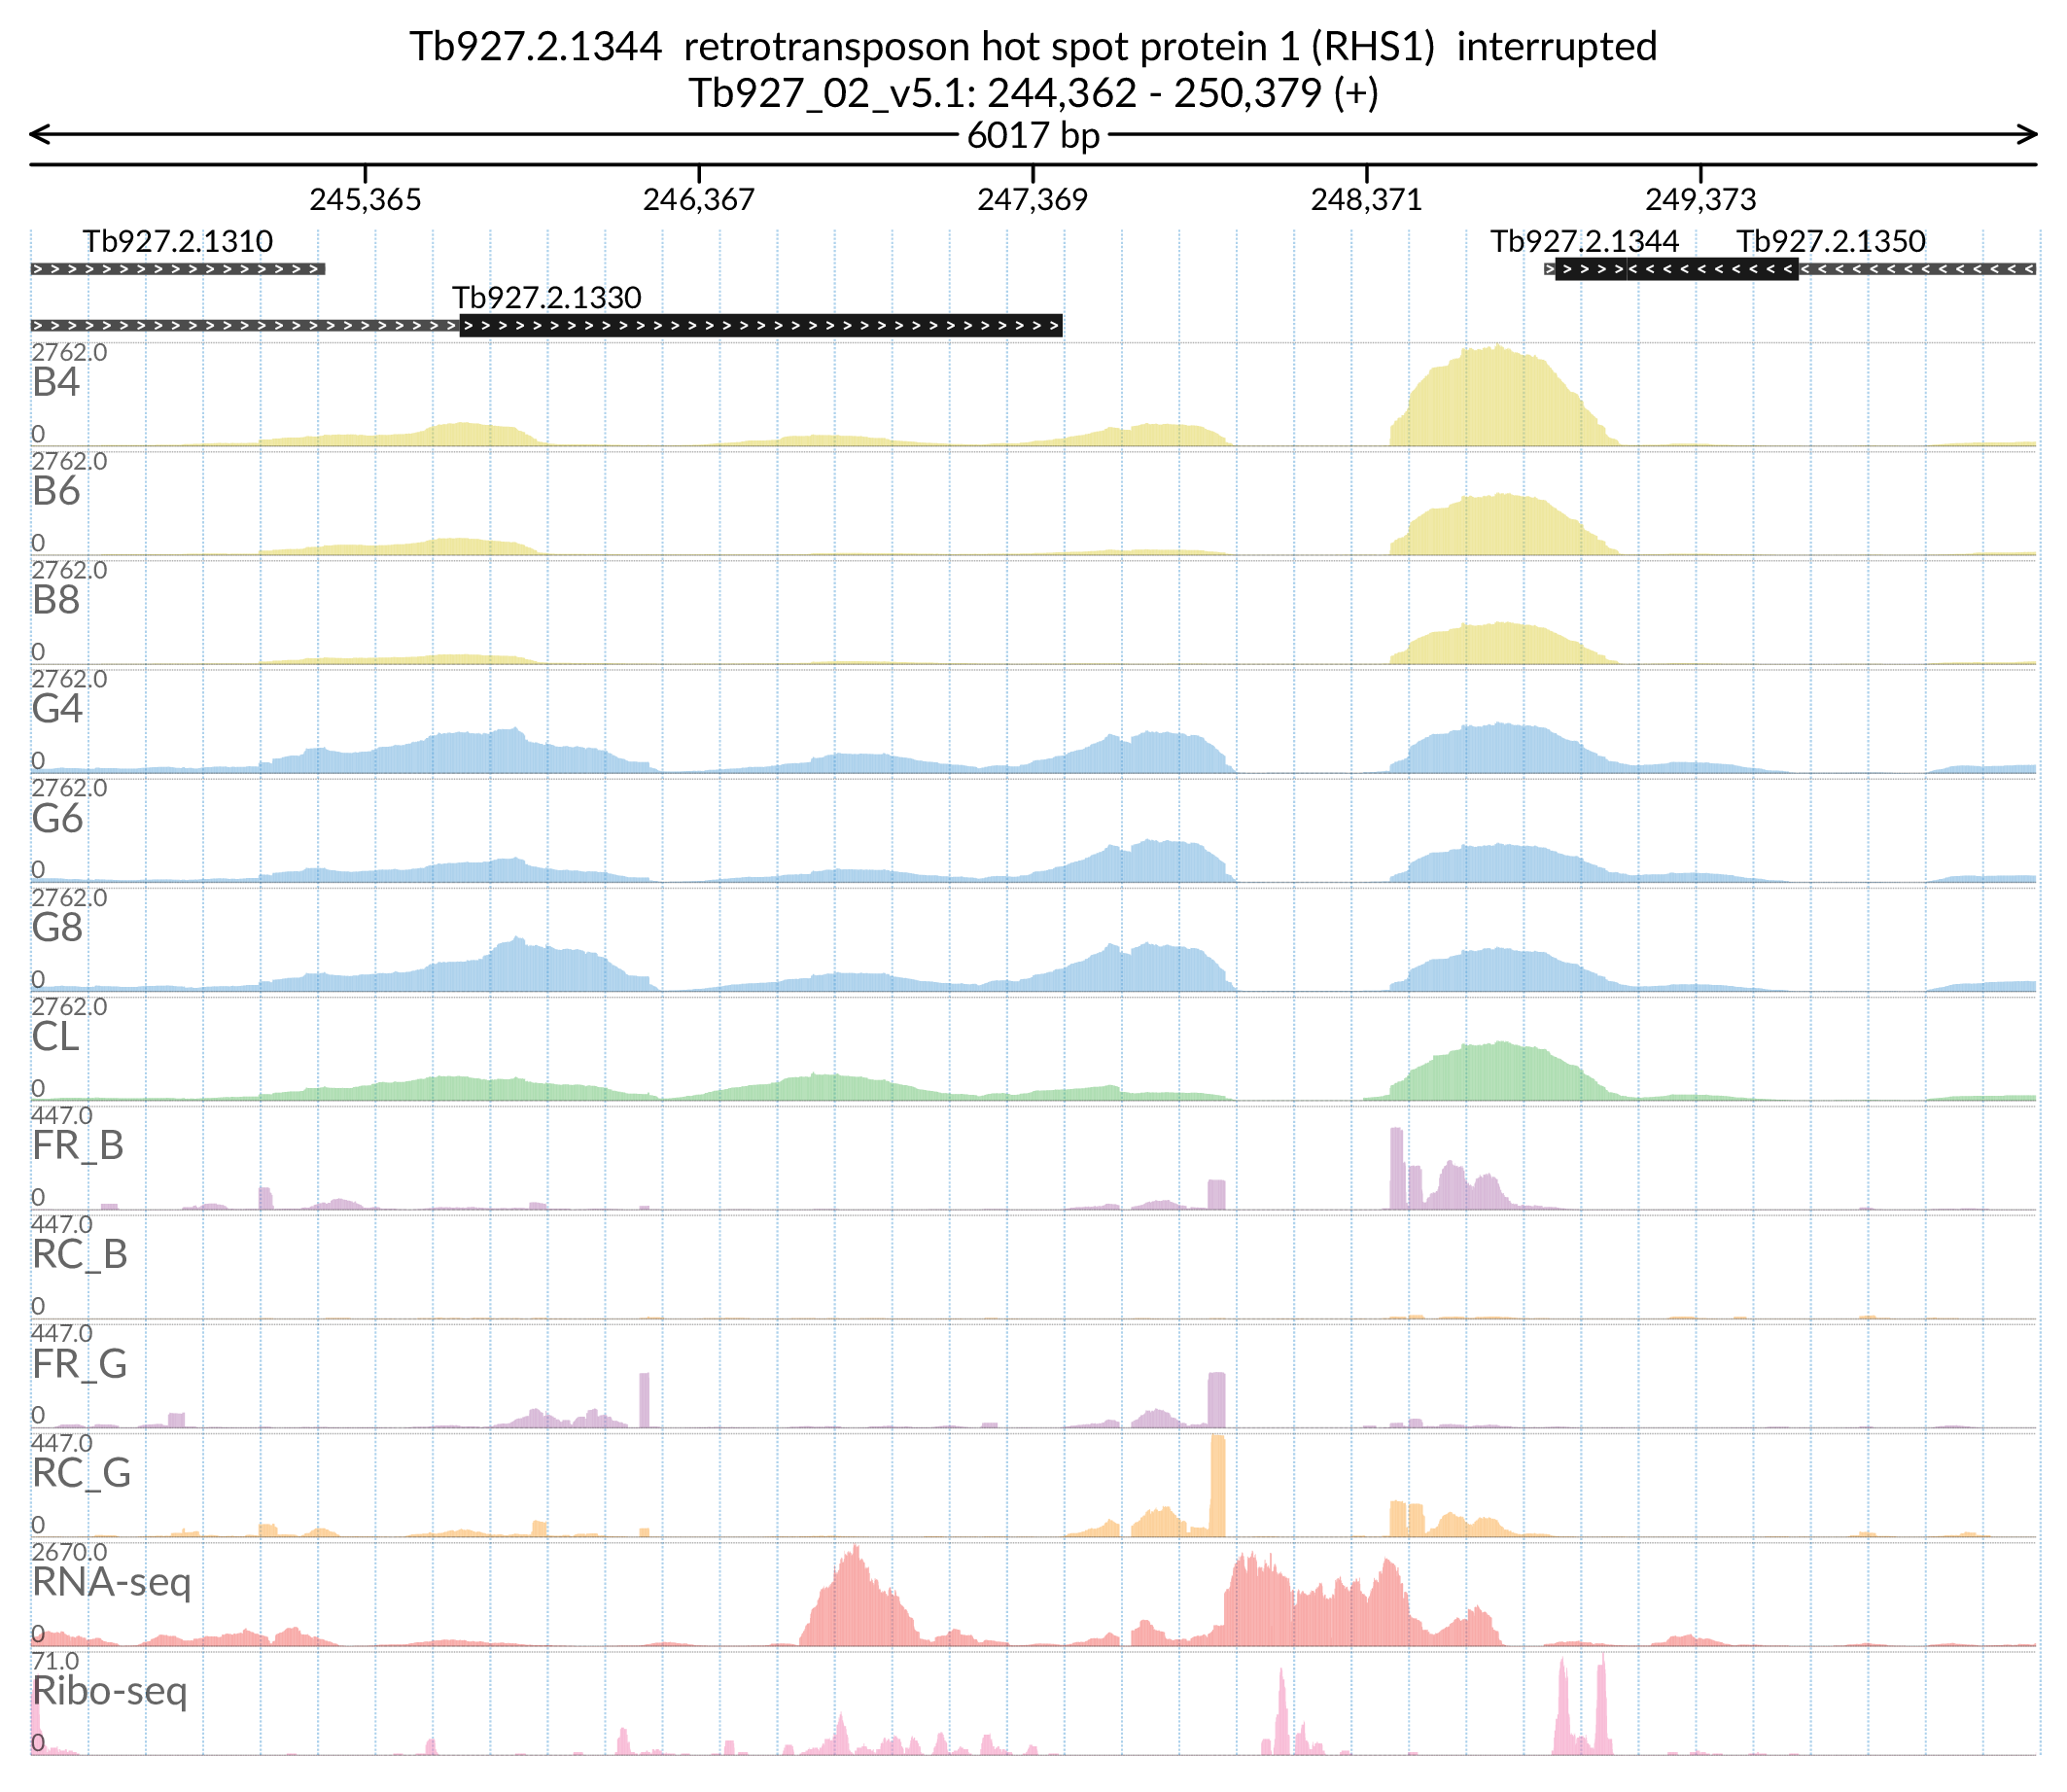 Tb927.2.1344 retrotransposon hot spot protein 1 (RHS1) interrupted
Tb927_02_v5.1: 244,362 - 250,379 (+)
6017 bp
245,365 246,367 247,369 248,371 249,373
Tb927.2.1310 Tb927.2.1344 Tb927.2.1350
Tb927.2.1330
2762.0
B4
0
2762.0
B6
0
2762.0
B8
0
2762.0
G4
0
2762.0
G6
0
2762.0
G8
0
2762.0
CL
0
447.0
FR_B
0
447.0
RC_B
0
447.0
FR_G
0
447.0
RC_G
0
2670.0
RNA-seq
0
71.0
Ribo-seq
0